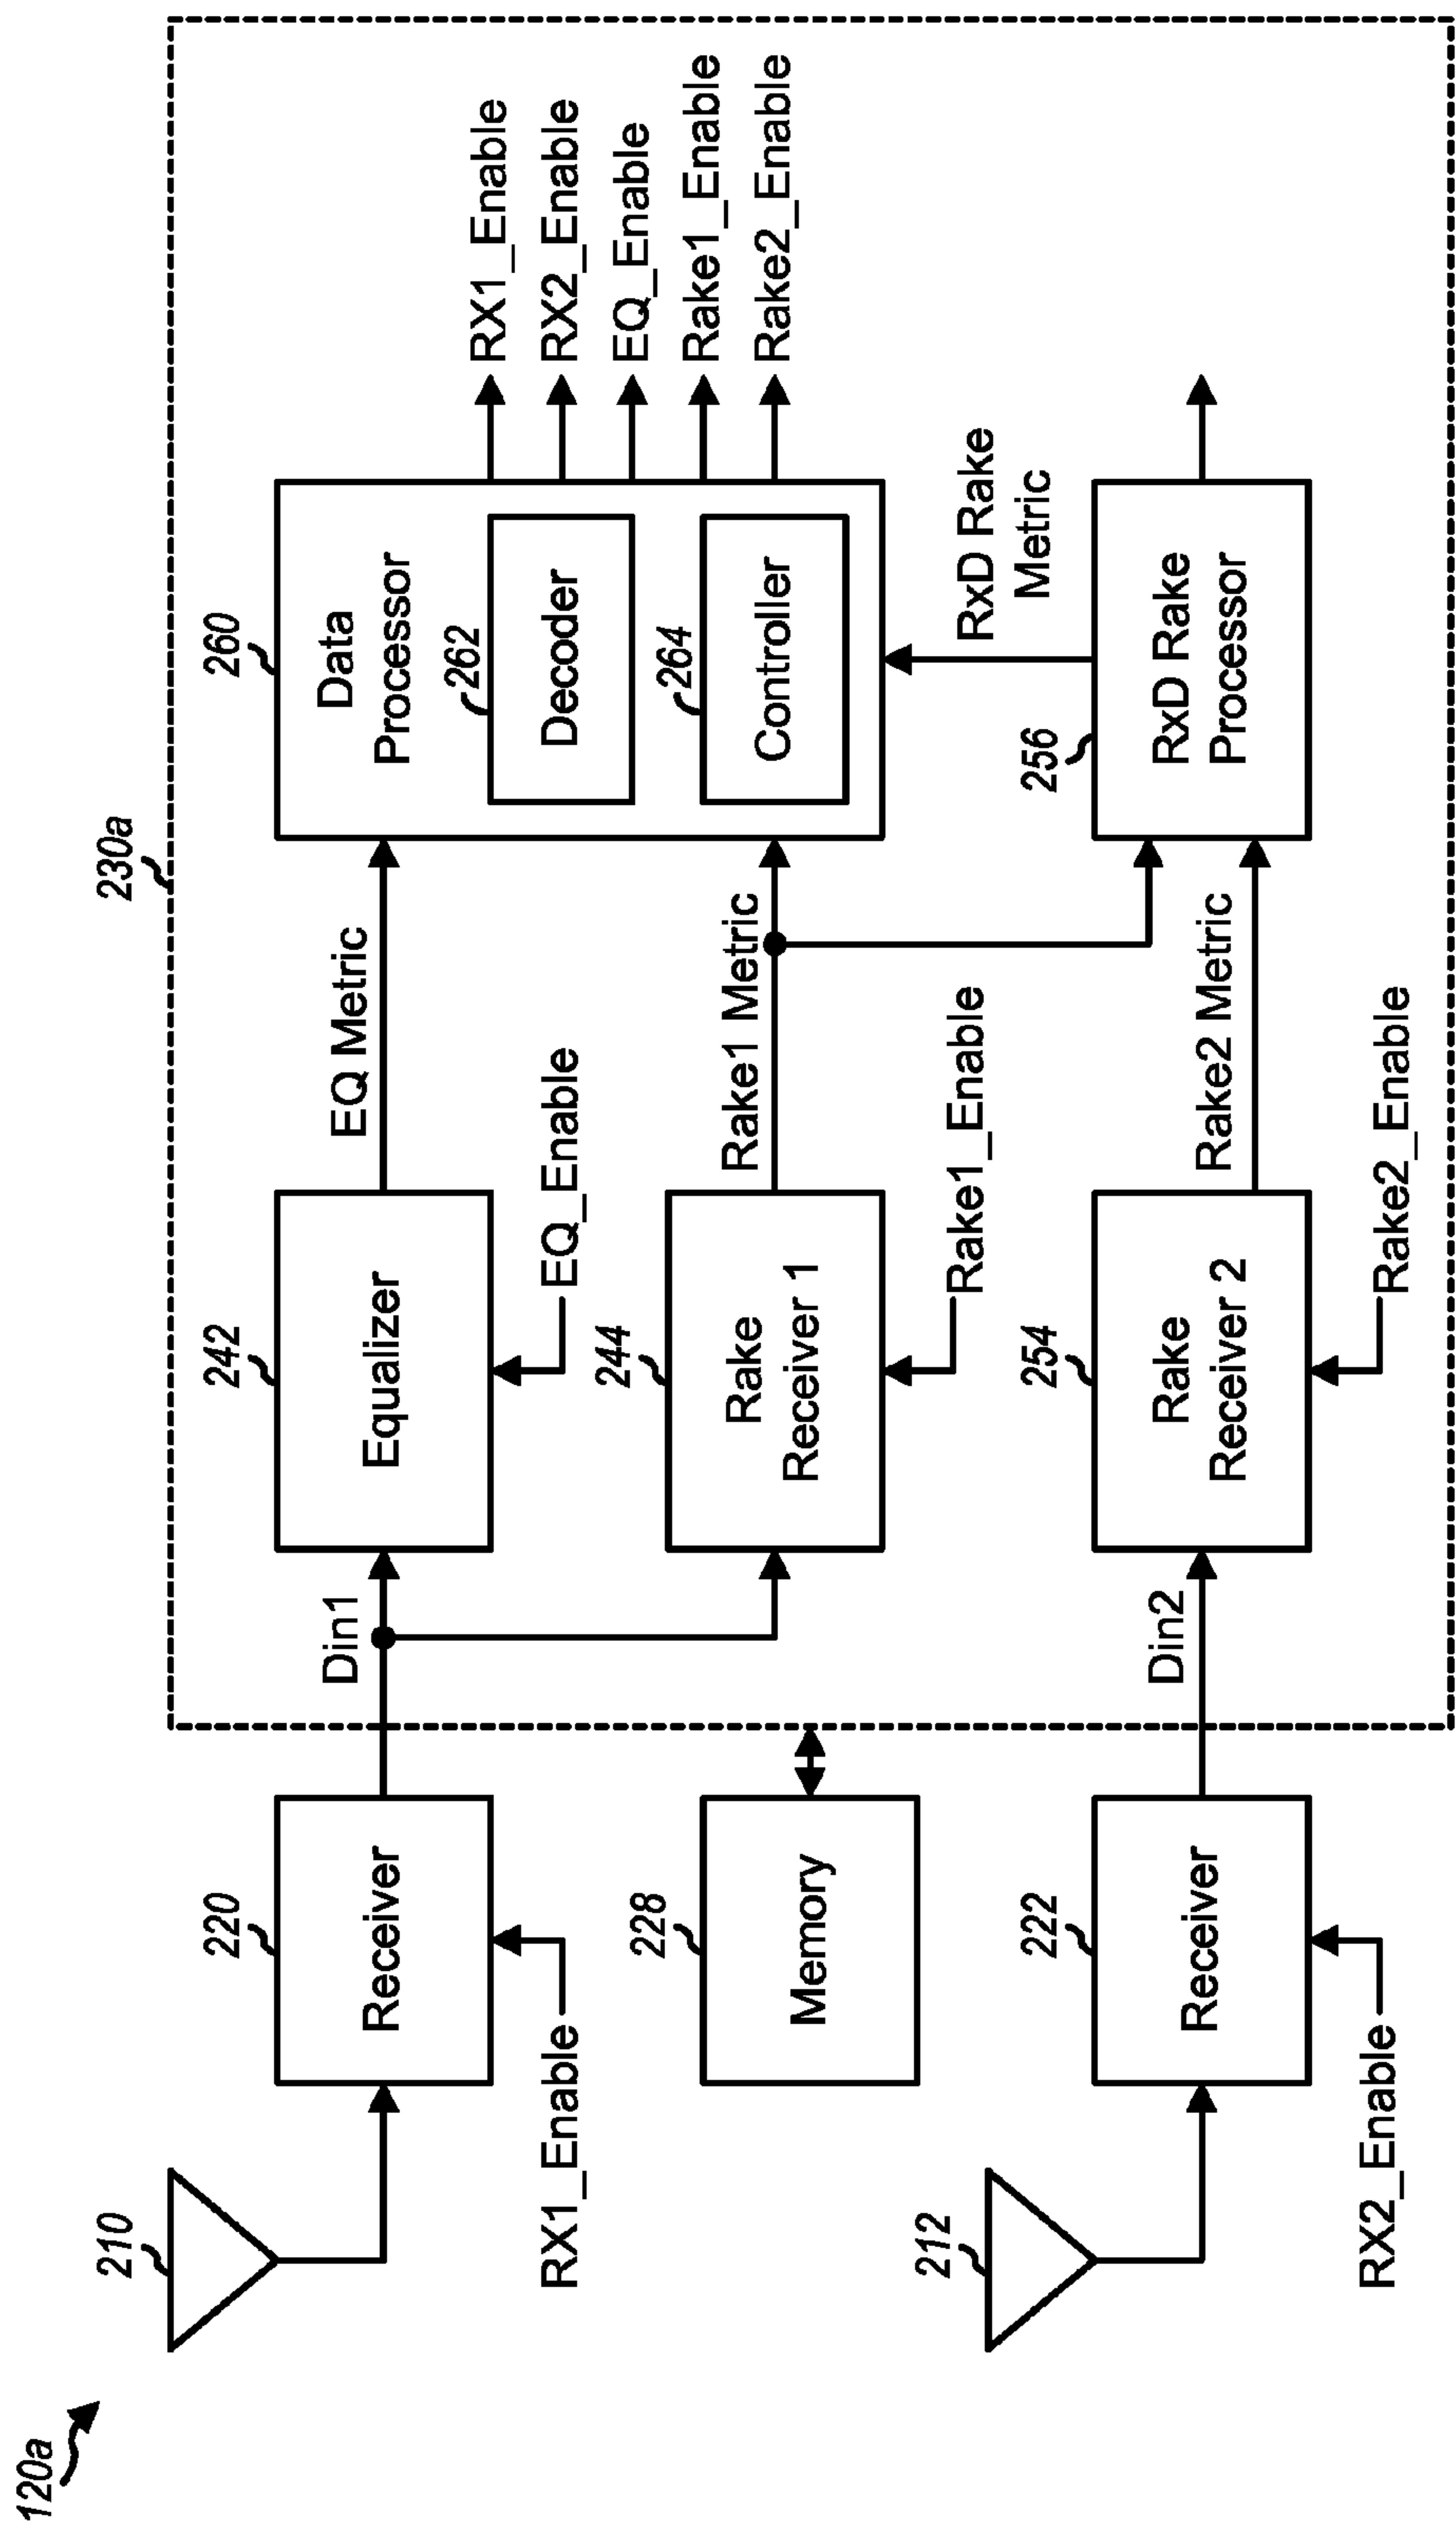 120a
210
220
Receiver
RX1_Enable
228
Memory
212
222
Receiver
RX2_Enable
230a
Din1
242
Equalizer
EQ_Enable
EQ Metric
244
Rake
Receiver 1
Rake1_Enable
Rake1 Metric
Din2
254
Rake
Receiver 2
Rake2_Enable
Rake2 Metric
260
Data
Processor
262
Decoder
264
Controller
RX1_Enable
RX2_Enable
EQ_Enable
Rake1_Enable
Rake2_Enable
RxD Rake
Metric
256
RxD Rake
Processor